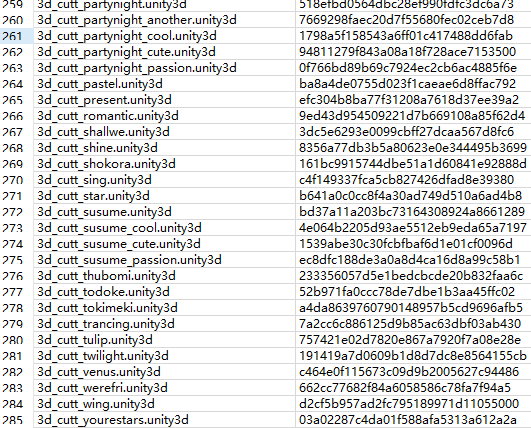 259 3d_cutt_partynight.unity3d 518efbd0564dbc28ef990fdfc3dc6a73
260 3d_cutt_partynight_another.unity3d 7669298faec20d7f55680fec02ceb7d8
261 3d_cutt_partynight_cool.unity3d 1798a5f158543a6ff01c417488dd6fab
262 3d_cutt_partynight_cute.unity3d 94811279f843a08a18f728ace7153500
263 3d_cutt_partynight_passion.unity3d 0f766bd89b69c7924ec2cb6ac4885f6e
264 3d_cutt_pastel.unity3d ba8a4de0755d023f1caeae6d8ffac792
265 3d_cutt_present.unity3d efc304b8ba77f31208a7618d37ee39a2
266 3d_cutt_romantic.unity3d 9ed43d954509221d7b669108a85f62d4
267 3d_cutt_shallwe.unity3d 3dc5e6293e0099cbff27dcaa567d8fc6
268 3d_cutt_shine.unity3d 8356a77db3b5a80623e0e344495b3699
269 3d_cutt_shokora.unity3d 161bc9915744dbe51a1d60841e92888d
270 3d_cutt_sing.unity3d c4f149337fca5cb827426dfad8e39380
271 3d_cutt_star.unity3d b641a0c0cc8f4a30ad749d510a6ad4b8
272 3d_cutt_susume.unity3d bd37a11a203bc73164308924a8661289
273 3d_cutt_susume_cool.unity3d 4e064b2205d93ae5512eb9eda65a7197
274 3d_cutt_susume_cute.unity3d 1539abe30c30fcbfbaf6d1e01cf0096d
275 3d_cutt_susume_passion.unity3d ec8dfc188de3a0a8d4ca16d8a99c58b1
276 3d_cutt_thubomi.unity3d 233356057d5e1bedcbcde20b832faa6c
277 3d_cutt_todoke.unity3d 52b971fa0ccc78de7dbe1b3aa45ffc02
278 3d_cutt_tokimeki.unity3d a4da8639760790148957b5cd9696afb5
279 3d_cutt_trancing.unity3d 7a2cc6c886125d9b85ac63dbf03ab430
280 3d_cutt_tulip.unity3d 757421e02d7820e867a7920f7a08e28e
281 3d_cutt_twilight.unity3d 191419a7d0609b1d8d7dc8e8564155cb
282 3d_cutt_venus.unity3d c464e0f115673c09d9b2005627c94486
283 3d_cutt_werefri.unity3d 662cc77682f84a6058586c78fa7f94a5
284 3d_cutt_wing.unity3d d2cf5b957ad2fc795189971d11055000
285 3d_cutt_yourestars.unity3d 03a02287c4da01f588afa5313a612a2a